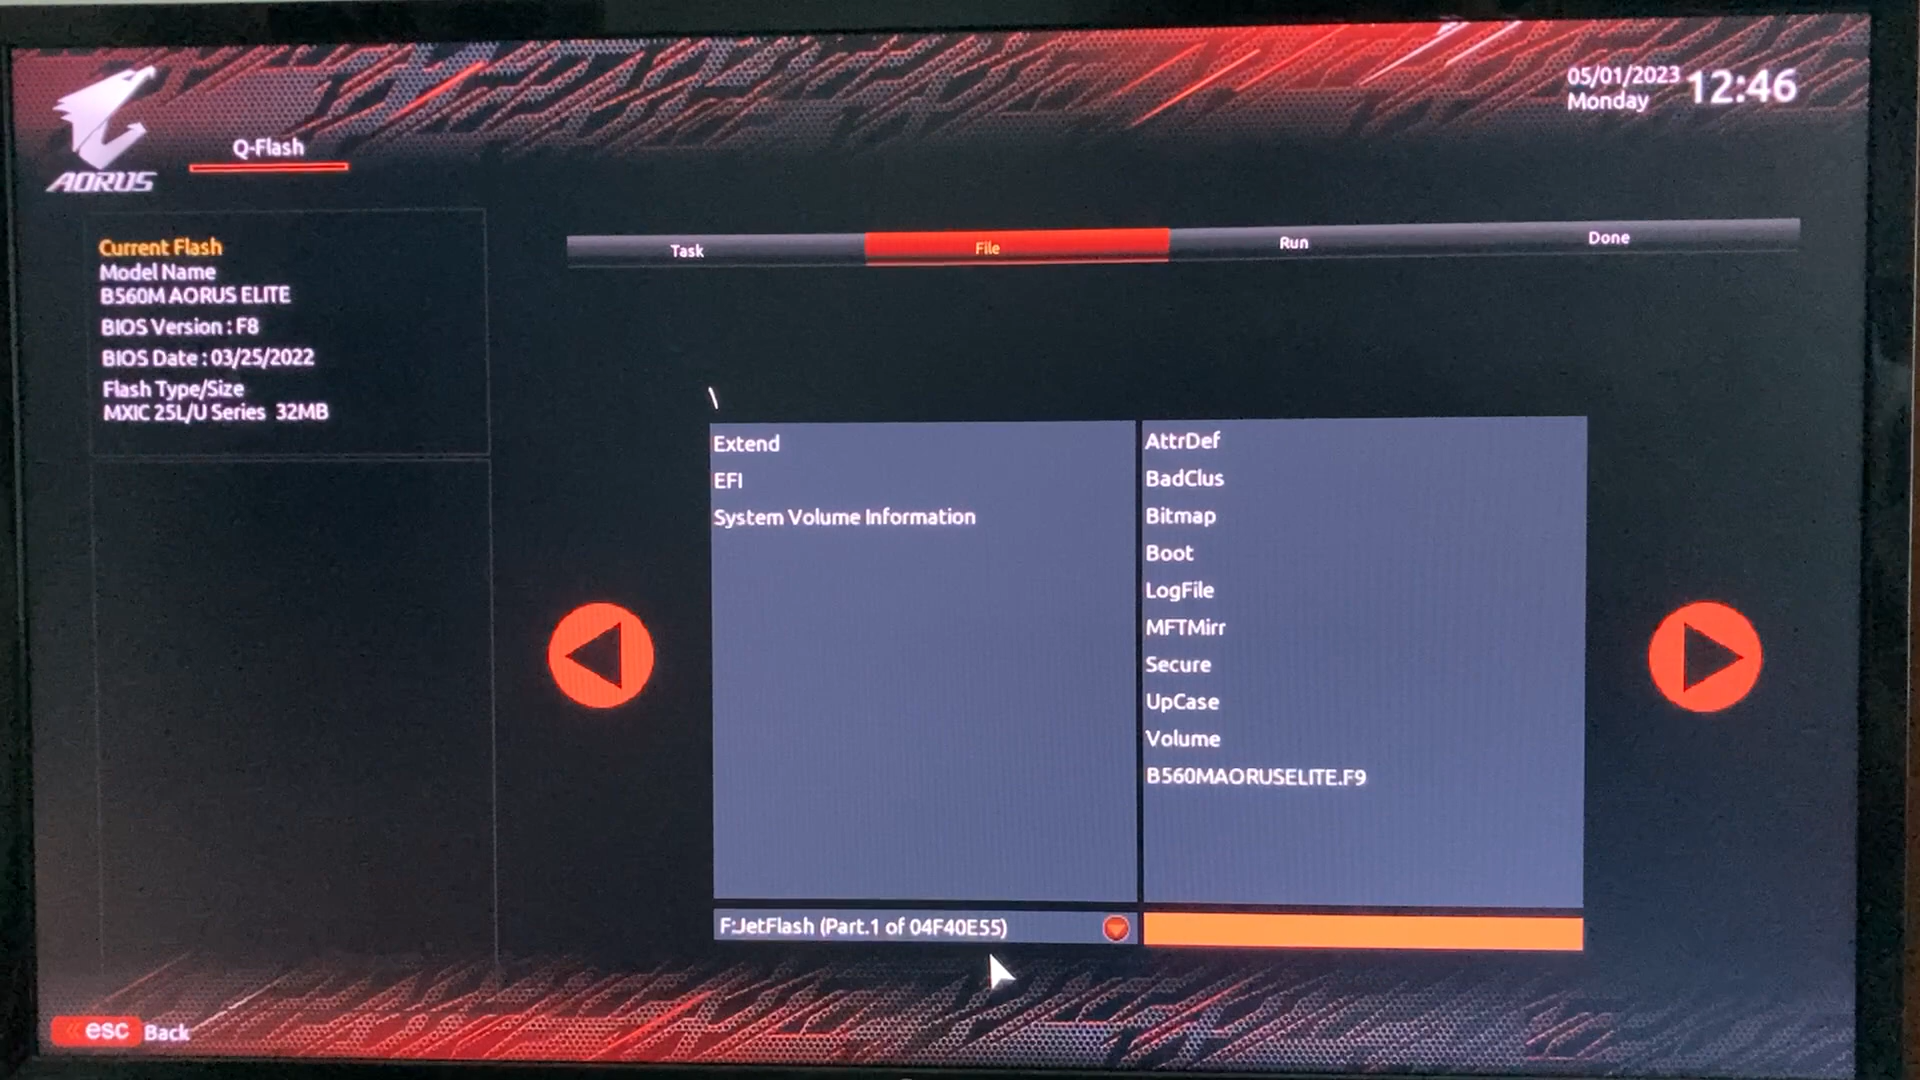 05/01/2023
Monday
12:46
AORUS
Q-Flash
Current Flash
Model Name
B560M AORUS ELITE
BIOS Version : F8
BIOS Date : 03/25/2022
Flash Type/Size
MXIC 25L/U Series 32MB
Task
File
Run
Done
\
Extend
EFI
System Volume Information
AttrDef
BadClus
Bitmap
Boot
LogFile
MFTMirr
Secure
UpCase
Volume
B560MAORUSELITE.F9
F:JetFlash (Part.1 of 04F40E55)
esc Back